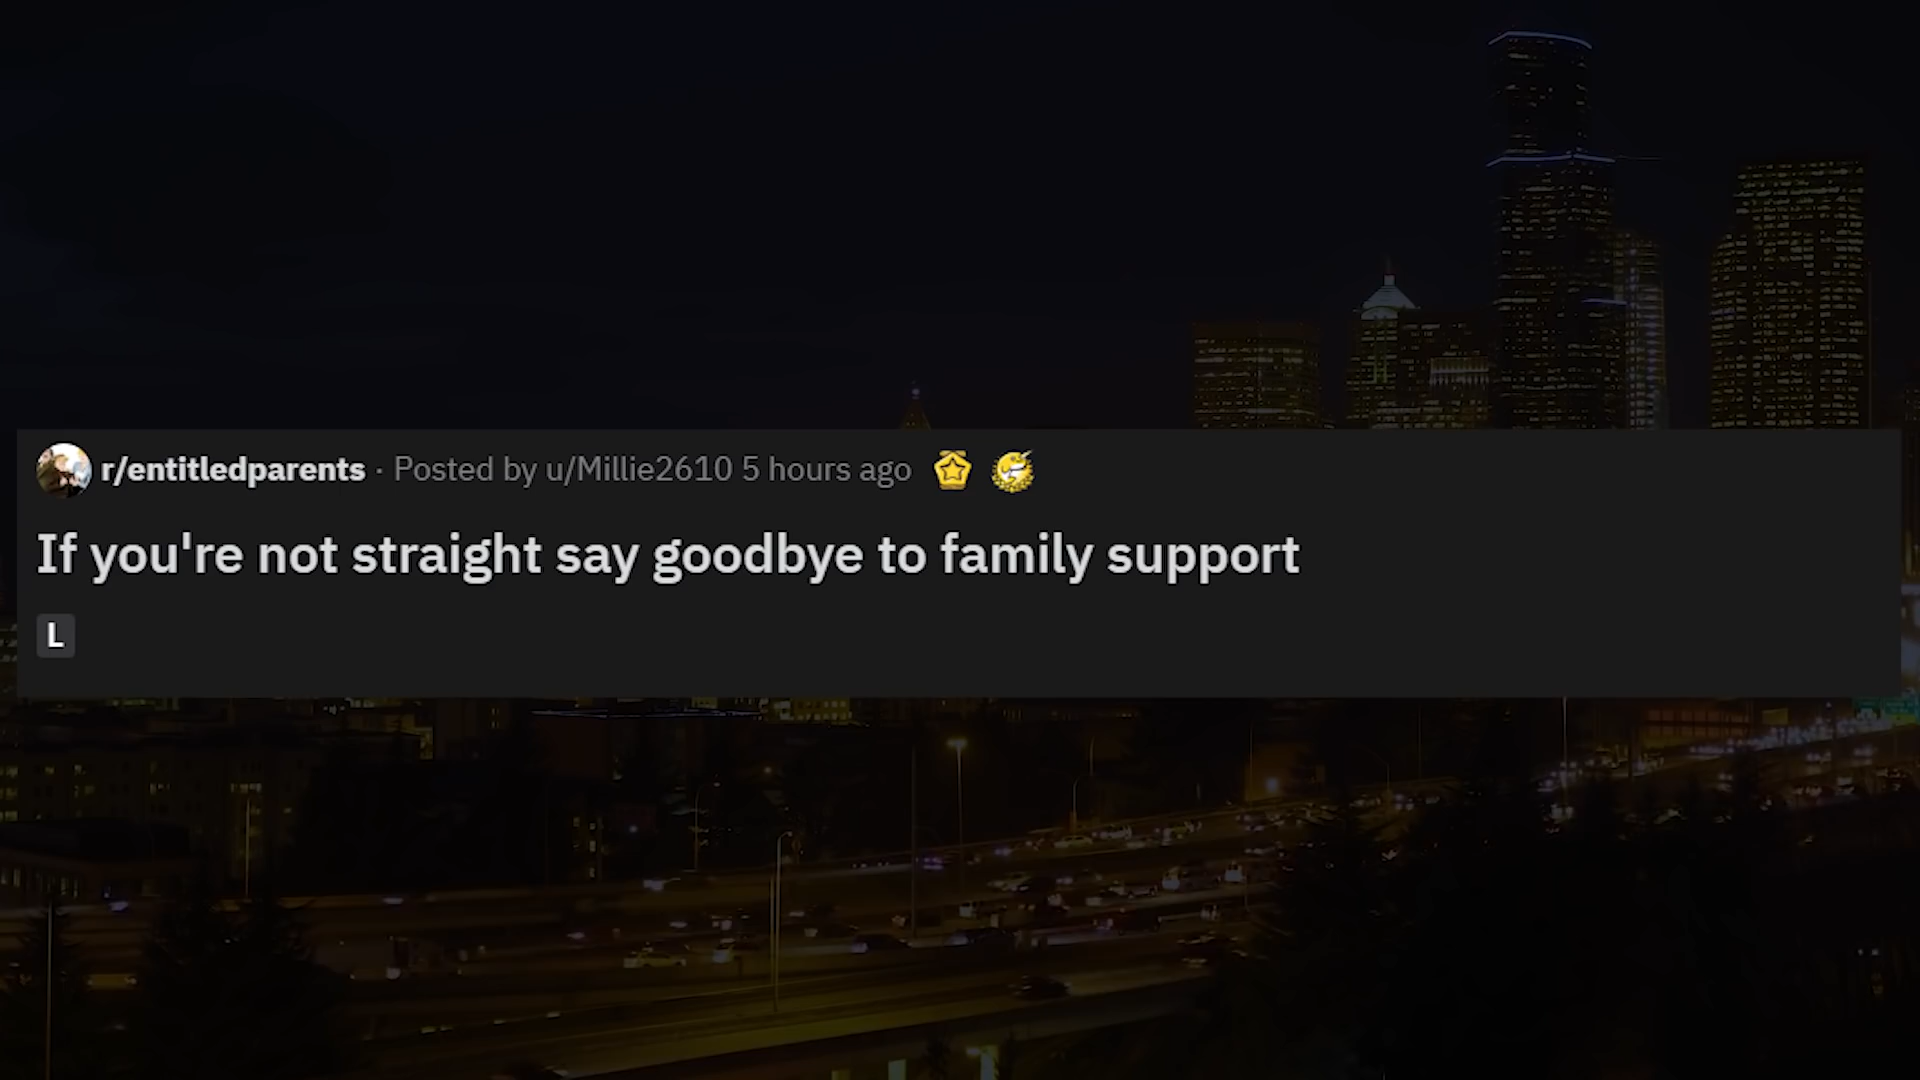 r/entitledparents · Posted by u/Millie2610 5 hours ago
If you're not straight say goodbye to family support
L